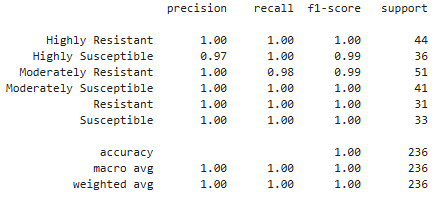 precision recall f1-score support
Highly Resistant 1.00 1.00 1.00 44
Highly Susceptible 0.97 1.00 0.99 36
Moderately Resistant 1.00 0.98 0.99 51
Moderately Susceptible 1.00 1.00 1.00 41
Resistant 1.00 1.00 1.00 31
Susceptible 1.00 1.00 1.00 33
accuracy 1.00 236
macro avg 1.00 1.00 1.00 236
weighted avg 1.00 1.00 1.00 236